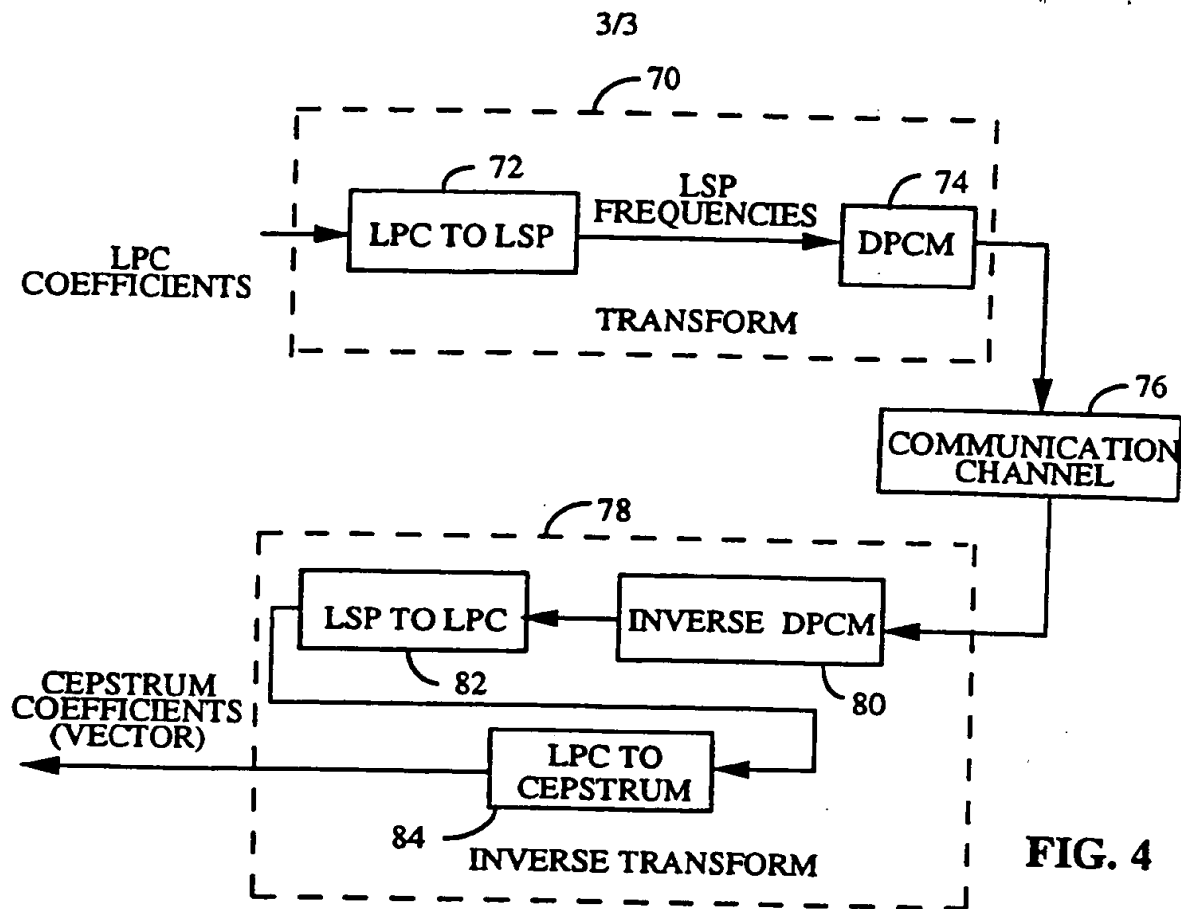 3/3
70
72
LPC TO LSP
LSP
FREQUENCIES
74
DPCM
LPC
COEFFICIENTS
TRANSFORM
76
COMMUNICATION
CHANNEL
78
LSP TO LPC
INVERSE DPCM
82
80
CEPSTRUM
COEFFICIENTS
(VECTOR)
LPC TO
CEPSTRUM
84
INVERSE TRANSFORM
FIG. 4